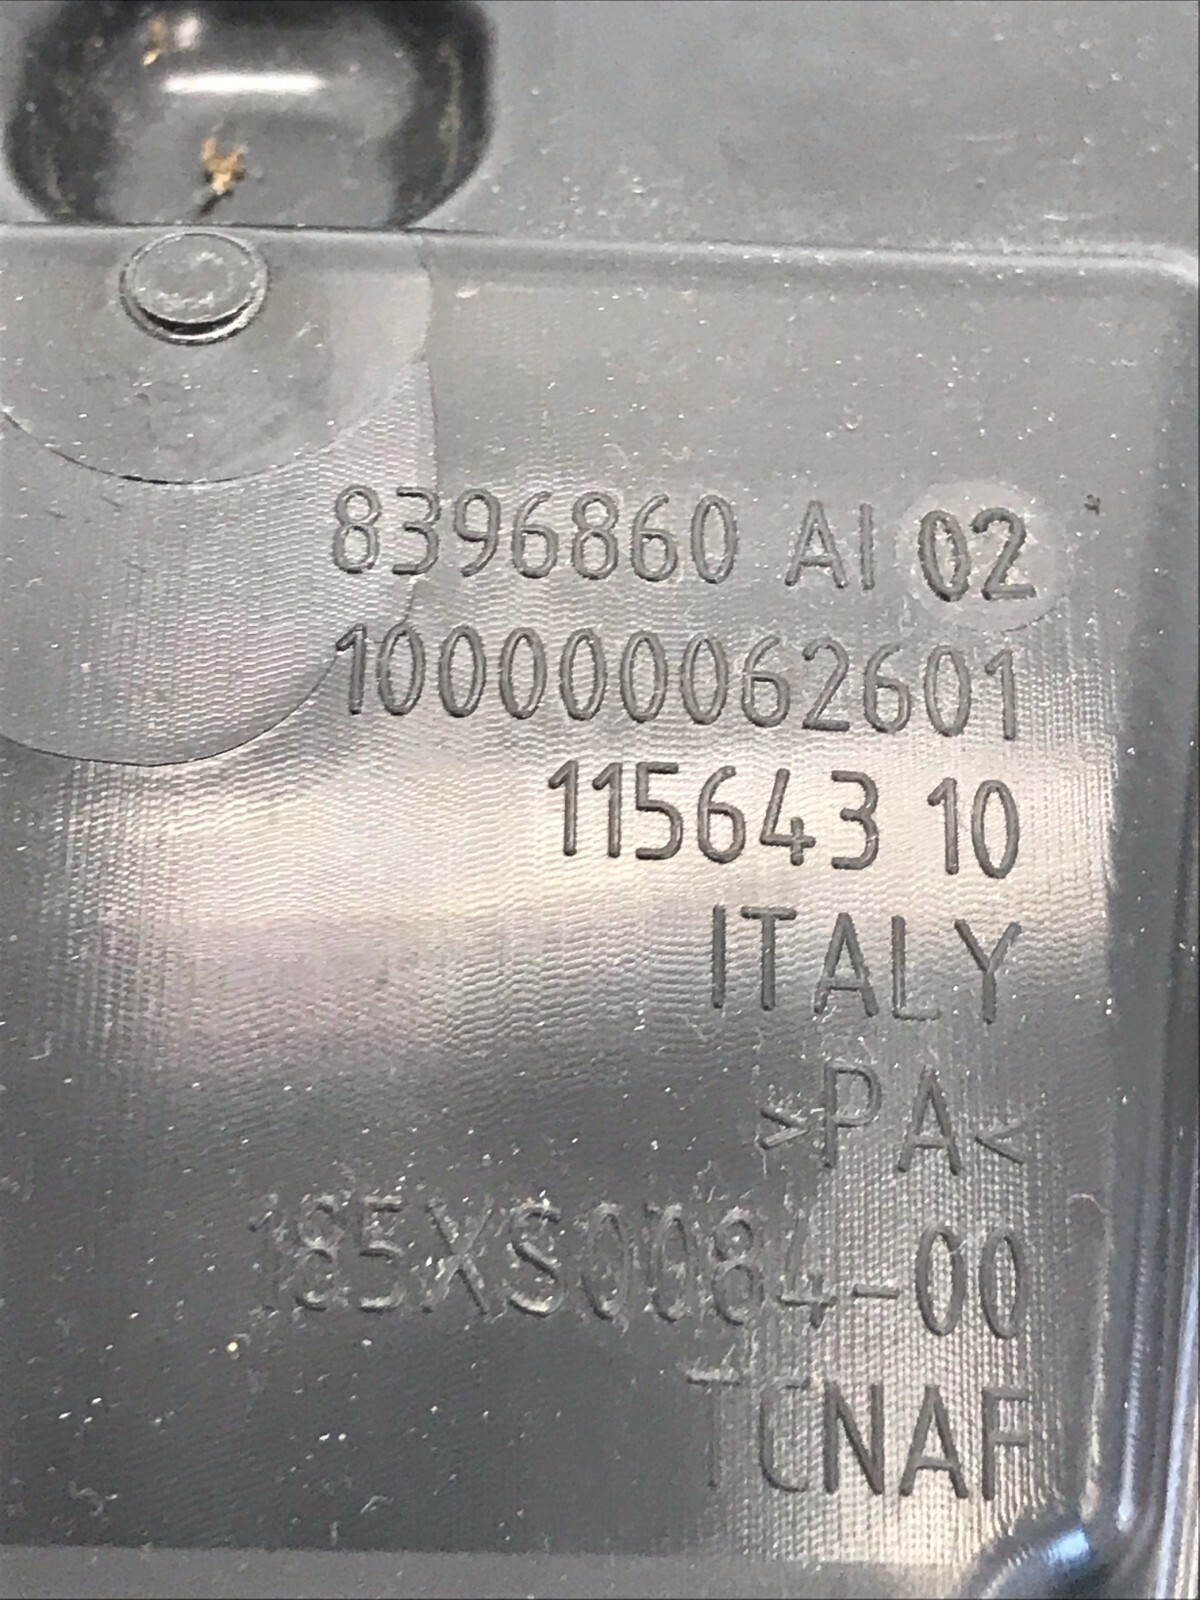 8396860 AI 02
100000062601
115643 10
ITALY
>PA<
185XS0084-00
TCNAF